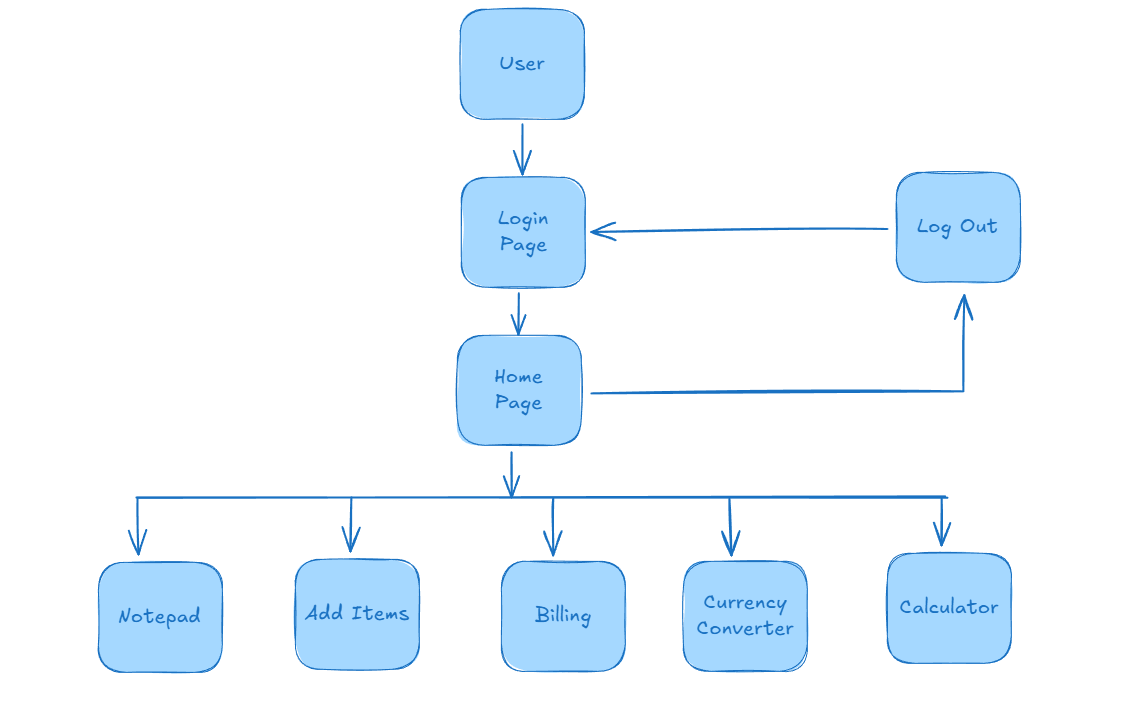 User
Login
Page
Log Out
Home
Page
Notepad
Add Items
Billing
Currency
Converter
Calculator